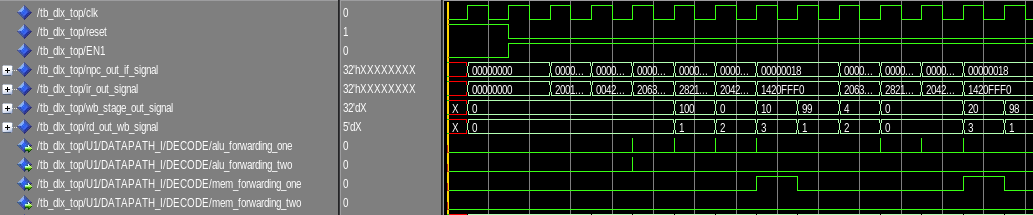 /tb_dlx_top/clk 0
/tb_dlx_top/reset 1
/tb_dlx_top/EN1 0
/tb_dlx_top/npc_out_if_signal 32'hXXXXXXXX 00000000 0000... 0000... 0000... 0000... 0000... 00000018 0000... 0000... 0000... 00000018
/tb_dlx_top/ir_out_signal 32'hXXXXXXXX 00000000 2001... 0042... 2063... 2821... 2042... 1420FFF0 2063... 2821... 2042... 1420FFF0
/tb_dlx_top/wb_stage_out_signal 32'dX X 0 100 0 10 99 4 0 20 98
/tb_dlx_top/rd_out_wb_signal 5'dX X 0 1 2 3 1 2 0 3 1
/tb_dlx_top/U1/DATAPATH_I/DECODE/alu_forwarding_one 0
/tb_dlx_top/U1/DATAPATH_I/DECODE/alu_forwarding_two 0
/tb_dlx_top/U1/DATAPATH_I/DECODE/mem_forwarding_one 0
/tb_dlx_top/U1/DATAPATH_I/DECODE/mem_forwarding_two 0